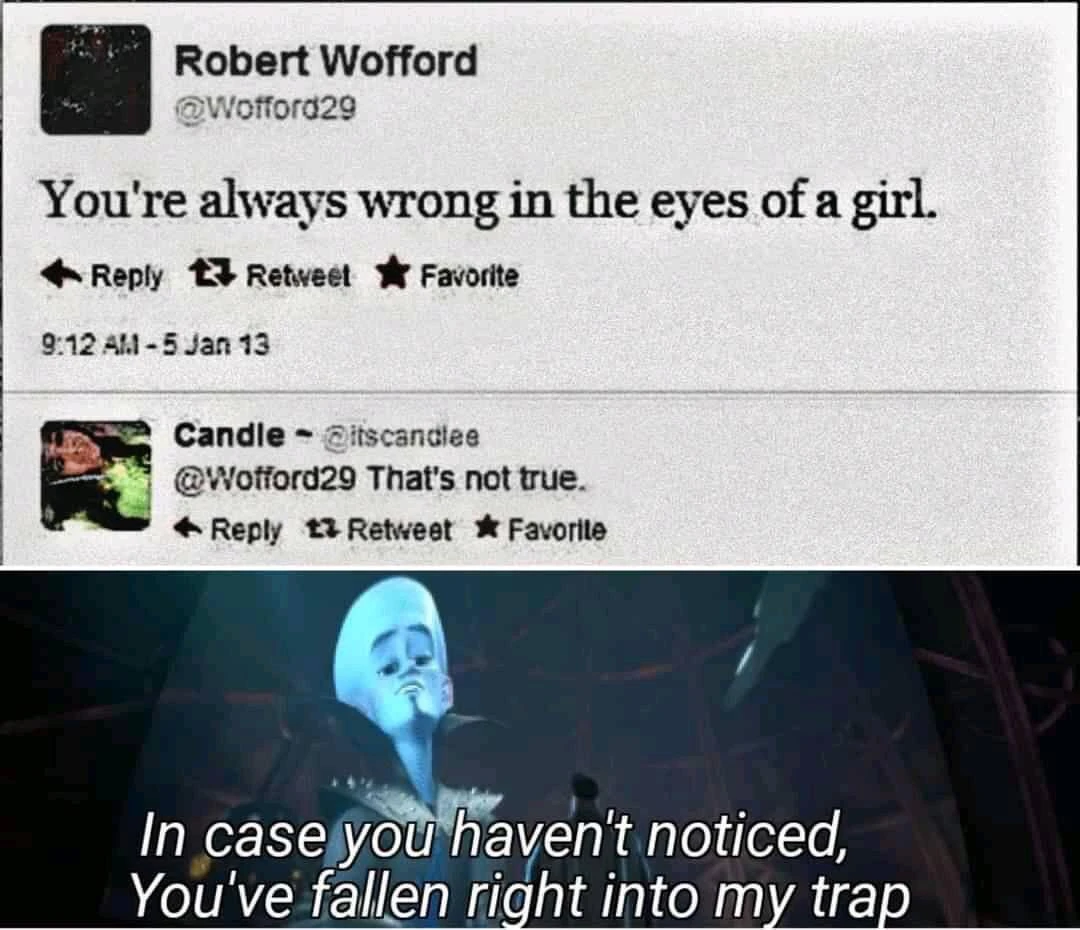 Robert Wofford
@Wofford29
You're always wrong in the eyes of a girl.
Reply Retweet Favorite
9:12 AM - 5 Jan 13
Candle ~ @itscandlee
@Wofford29 That's not true.
Reply Retweet Favorite
In case you haven't noticed,
You've fallen right into my trap